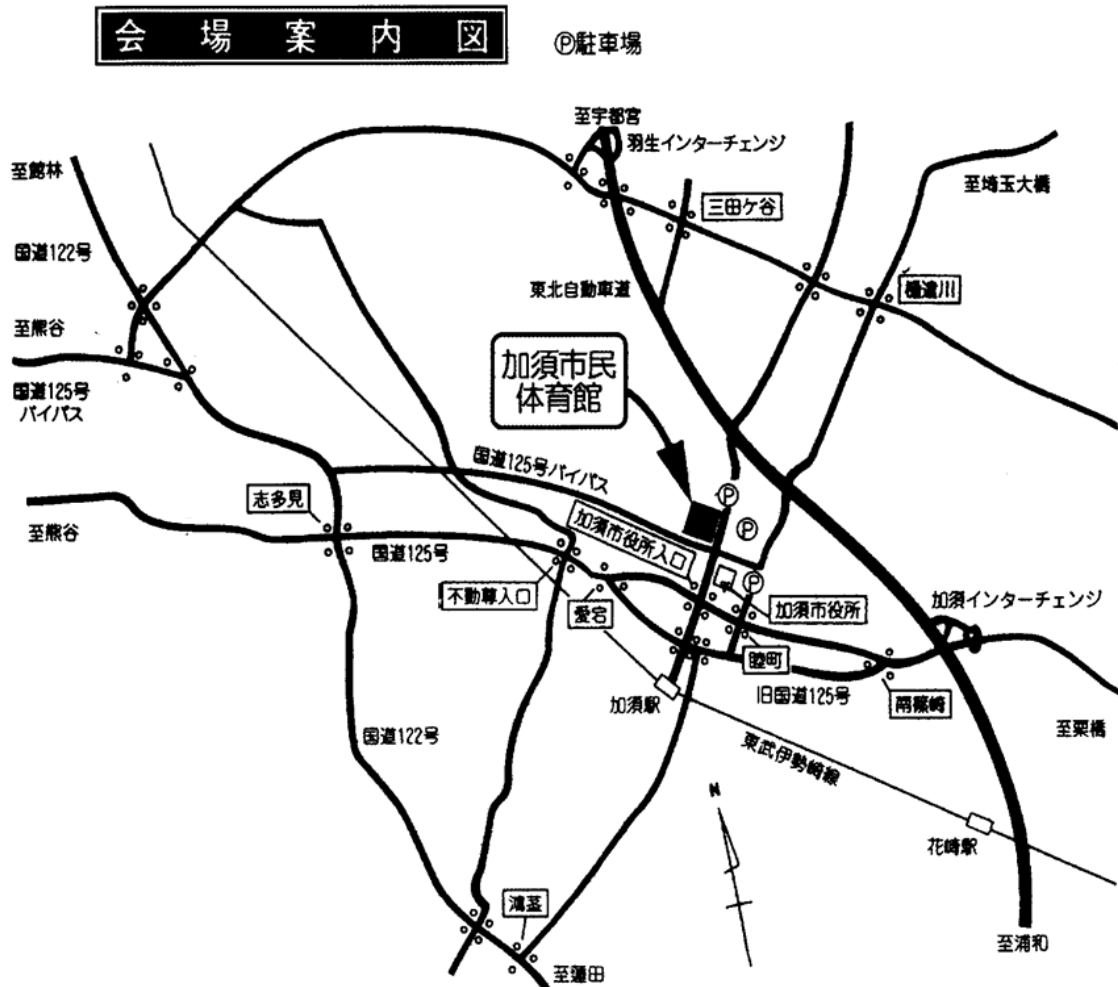 会場案内図
Ⓟ駐車場
至宇都宮
羽生インターチェンジ
至館林
至埼玉大橋
三田ケ谷
国道122号
東北自動車道
樋遣川
至熊谷
国道125号
バイパス
加須市民
体育館
国道125号バイパス
志多見
Ⓟ
至熊谷
国道125号
加須市役所入口
Ⓟ
Ⓟ
不動尊入口
愛宕
加須市役所
加須インターチェンジ
睦町
加須駅
旧国道125号
南篠崎
至栗橋
国道122号
東武伊勢崎線
N
花崎駅
鴻茎
至浦和
至蓮田